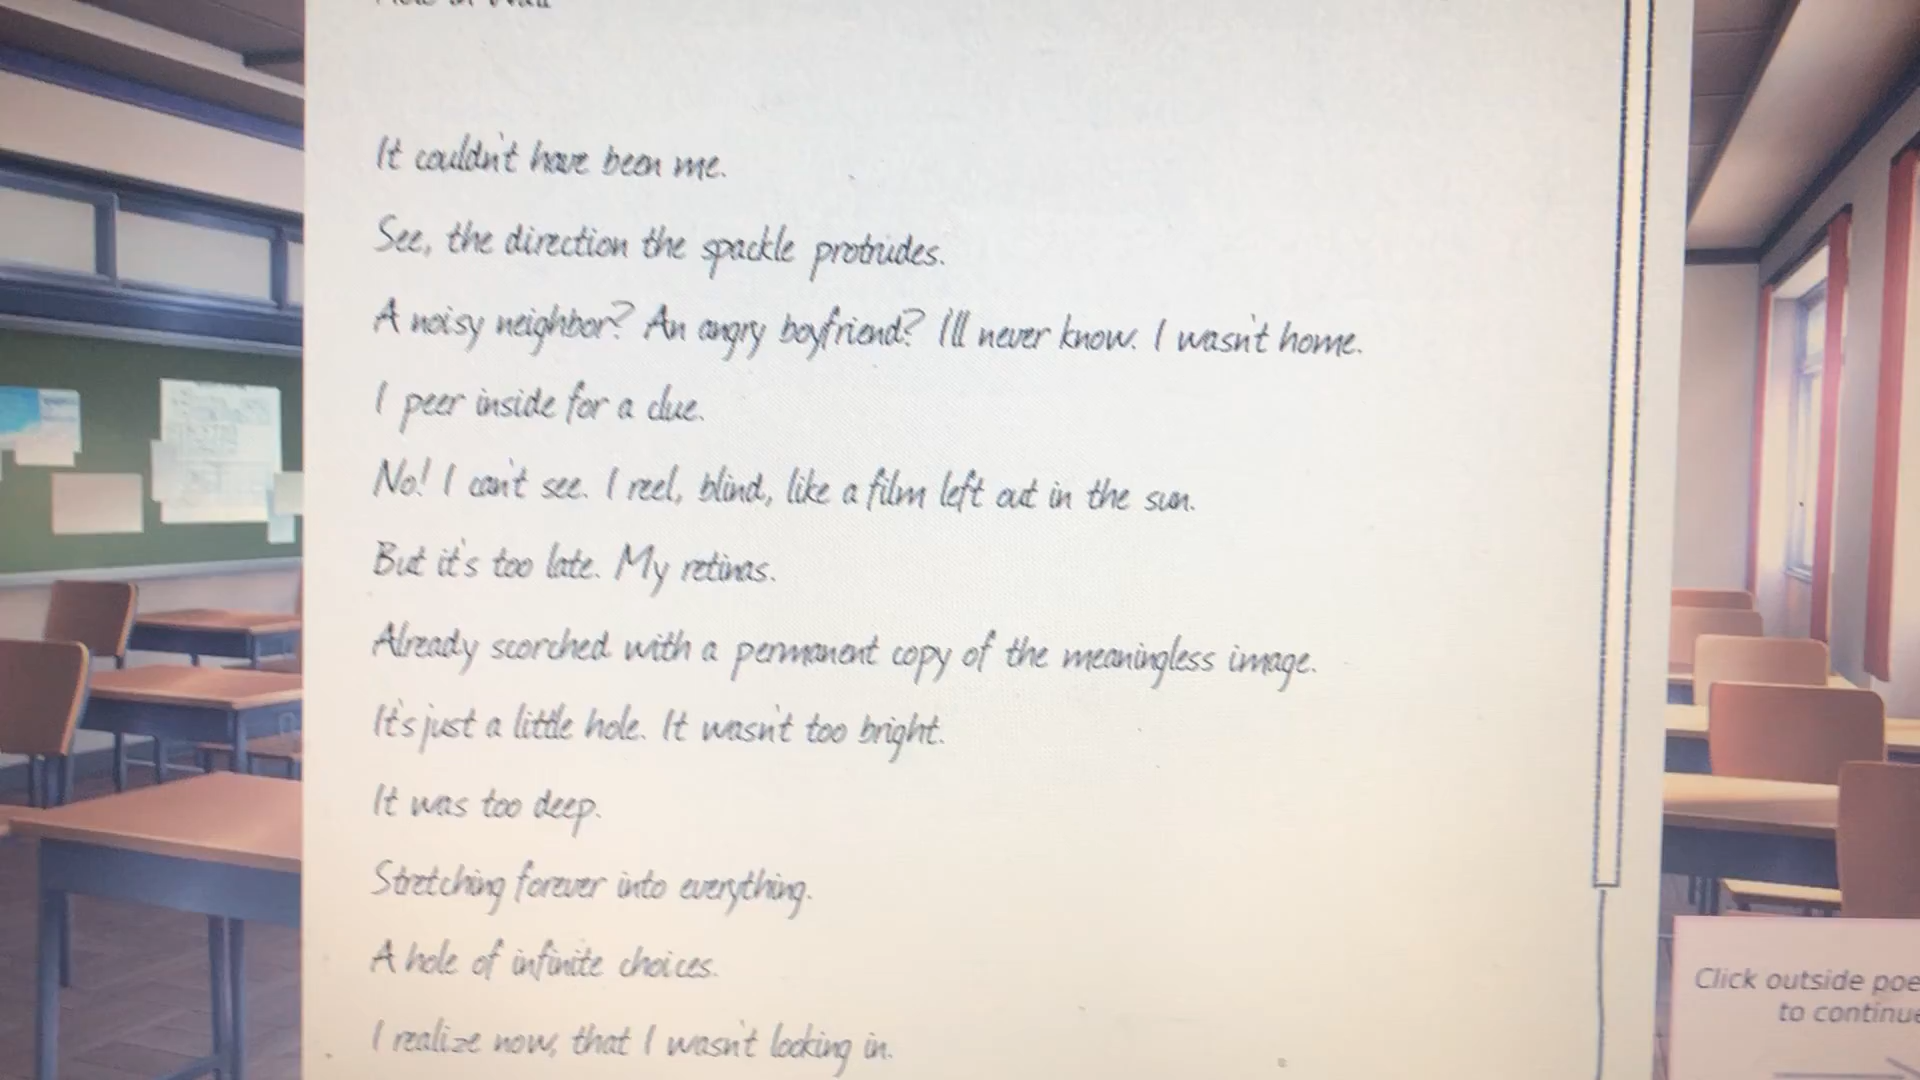 Hole in Wall
It couldn't have been me.
See, the direction the spackle protrudes.
A noisy neighbor? An angry boyfriend? I'll never know. I wasn't home.
I peer inside for a clue.
No! I can't see. I reel, blind, like a film left out in the sun.
But it's too late. My retinas.
Already scorched with a permanent copy of the meaningless image.
It's just a little hole. It wasn't too bright.
It was too deep.
Stretching forever into everything.
A hole of infinite choices.
I realize now, that I wasn't looking in.
Click outside poe
to continue